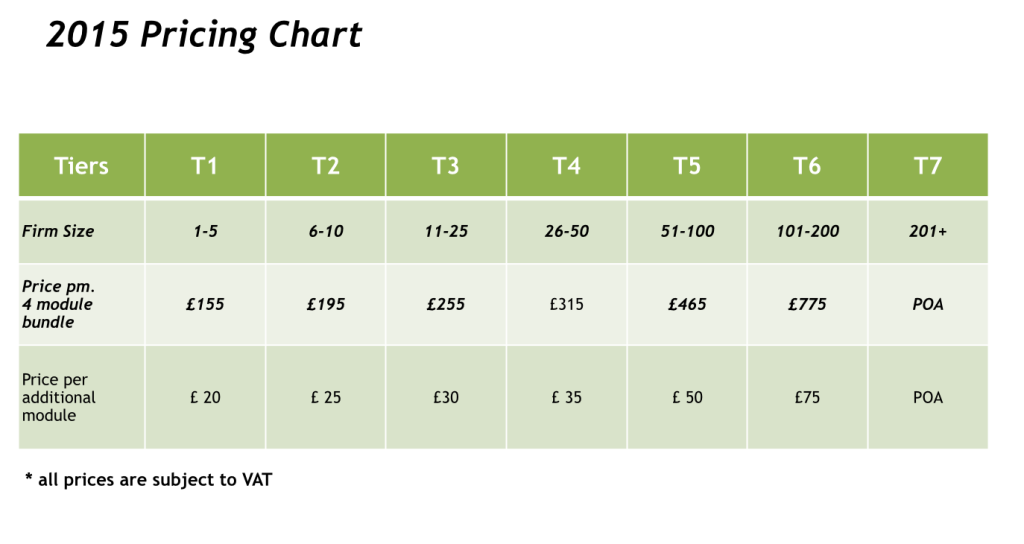 2015 Pricing Chart
Tiers T1 T2 T3 T4 T5 T6 T7
Firm Size 1-5 6-10 11-25 26-50 51-100 101-200 201+
Price pm.
4 module £155 £195 £255 £315 £465 £775 POA
bundle
Price per
additional £ 20 £ 25 £30 £ 35 £ 50 £75 POA
module
* all prices are subject to VAT